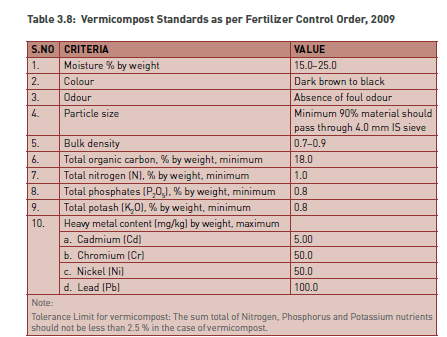 Table 3.8: Vermicompost Standards as per Fertilizer Control Order, 2009
S.NO CRITERIA VALUE
1. Moisture % by weight 15.0-25.0
2. Colour Dark brown to black
3. Odour Absence of foul odour
4. Particle size Minimum 90% material should
pass through 4.0 mm IS sieve
5. Bulk density 0.7-0.9
6. Total organic carbon, % by weight, minimum 18.0
7. Total nitrogen (N), % by weight, minimum 1.0
8. Total phosphates (P₂O₅), % by weight, minimum 0.8
9. Total potash (K₂O), % by weight, minimum 0.8
10. Heavy metal content (mg/kg) by weight, maximum
a. Cadmium (Cd) 5.00
b. Chromium (Cr) 50.0
c. Nickel (Ni) 50.0
d. Lead (Pb) 100.0
Note:
Tolerance Limit for vermicompost: The sum total of Nitrogen, Phosphorus and Potassium nutrients
should not be less than 2.5 % in the case of vermicompost.